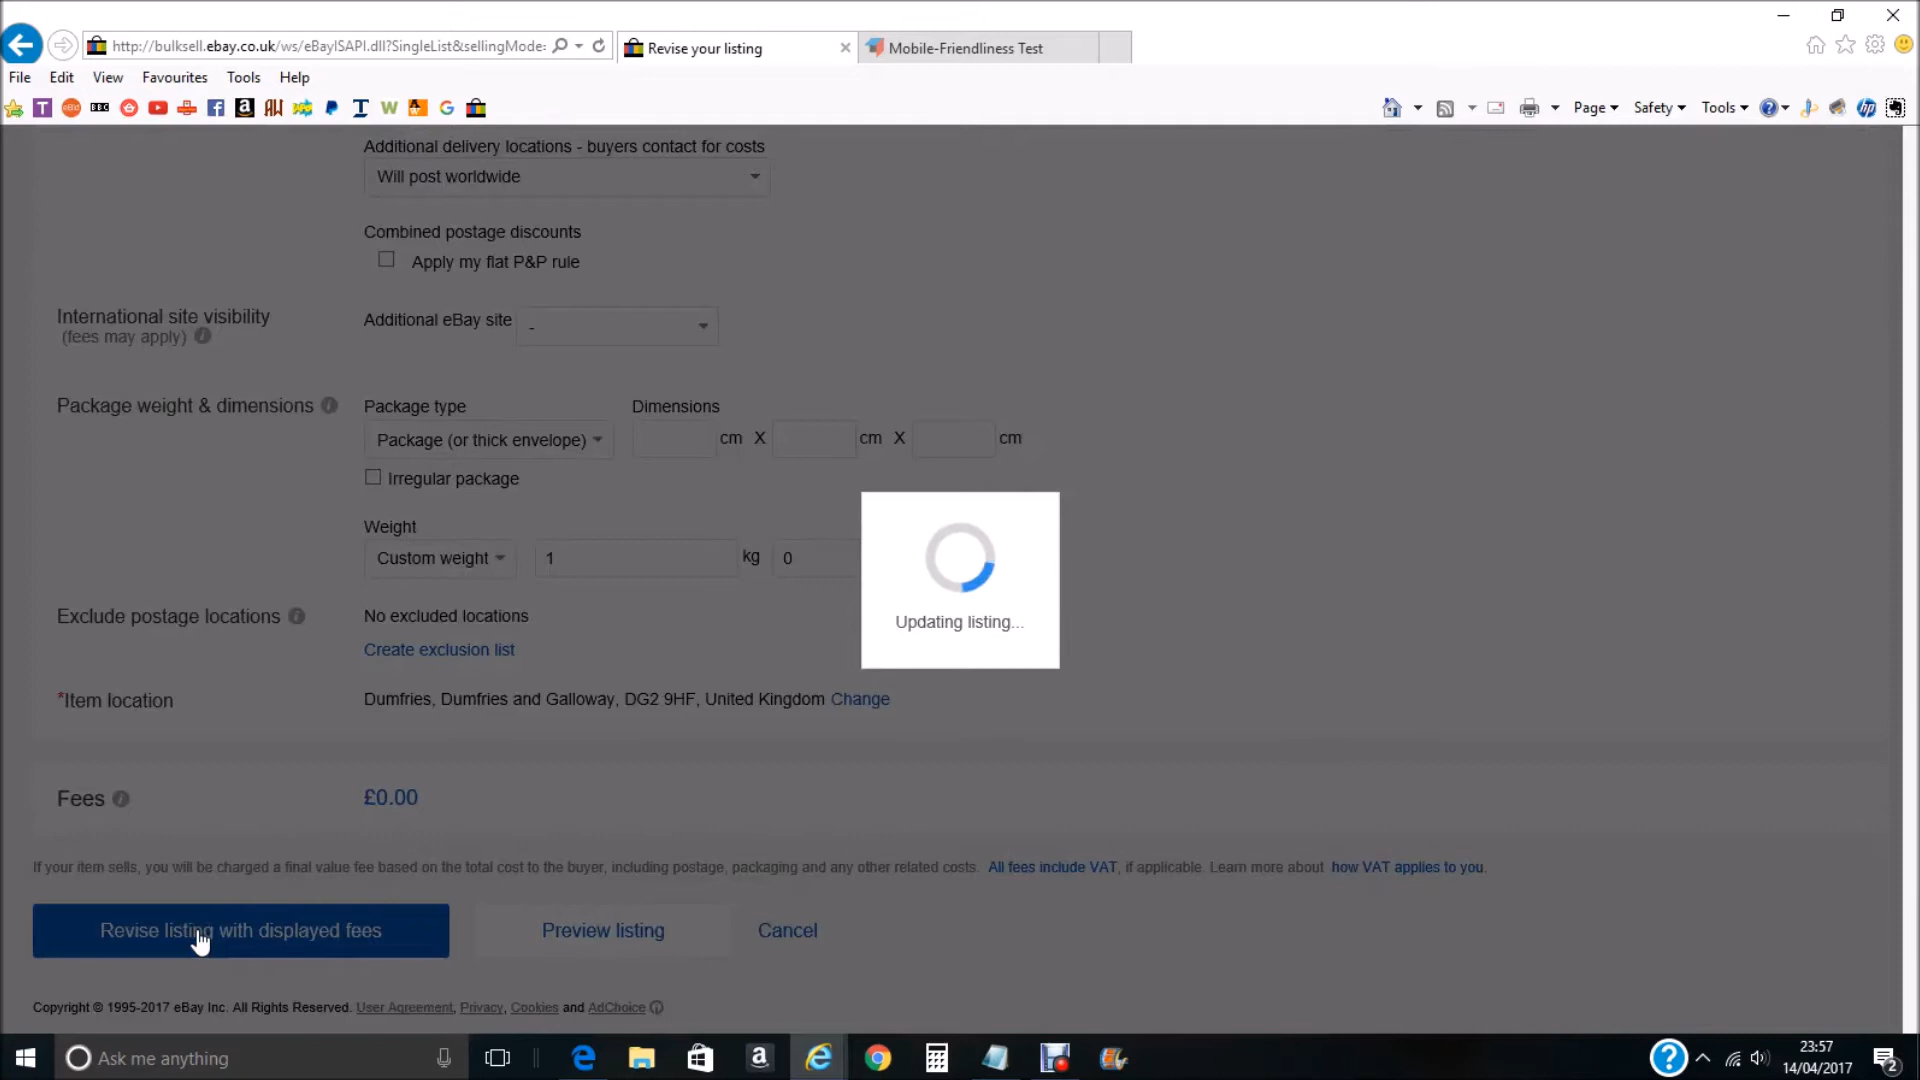 http://bulksell.ebay.co.uk/ws/eBayISAPI.dll?SingleList&sellingMode=
Revise your listing
Mobile-Friendliness Test
File Edit View Favourites Tools Help
T eBid BBC a AW W G
Page Safety Tools
Additional delivery locations - buyers contact for costs
Will post worldwide
Combined postage discounts
Apply my flat P&P rule
International site visibility
(fees may apply)
Additional eBay site -
Package weight & dimensions
Package type
Dimensions
Package (or thick envelope)
cm X cm X cm
Irregular package
Weight
Custom weight 1 kg 0
Updating listing...
Exclude postage locations
No excluded locations
Create exclusion list
*Item location
Dumfries, Dumfries and Galloway, DG2 9HF, United Kingdom Change
Fees
£0.00
If your item sells, you will be charged a final value fee based on the total cost to the buyer, including postage, packaging and any other related costs. All fees include VAT, if applicable. Learn more about how VAT applies to you.
Revise listing with displayed fees
Preview listing
Cancel
Copyright © 1995-2017 eBay Inc. All Rights Reserved. User Agreement, Privacy, Cookies and AdChoice
Ask me anything
23:57
14/04/2017
2